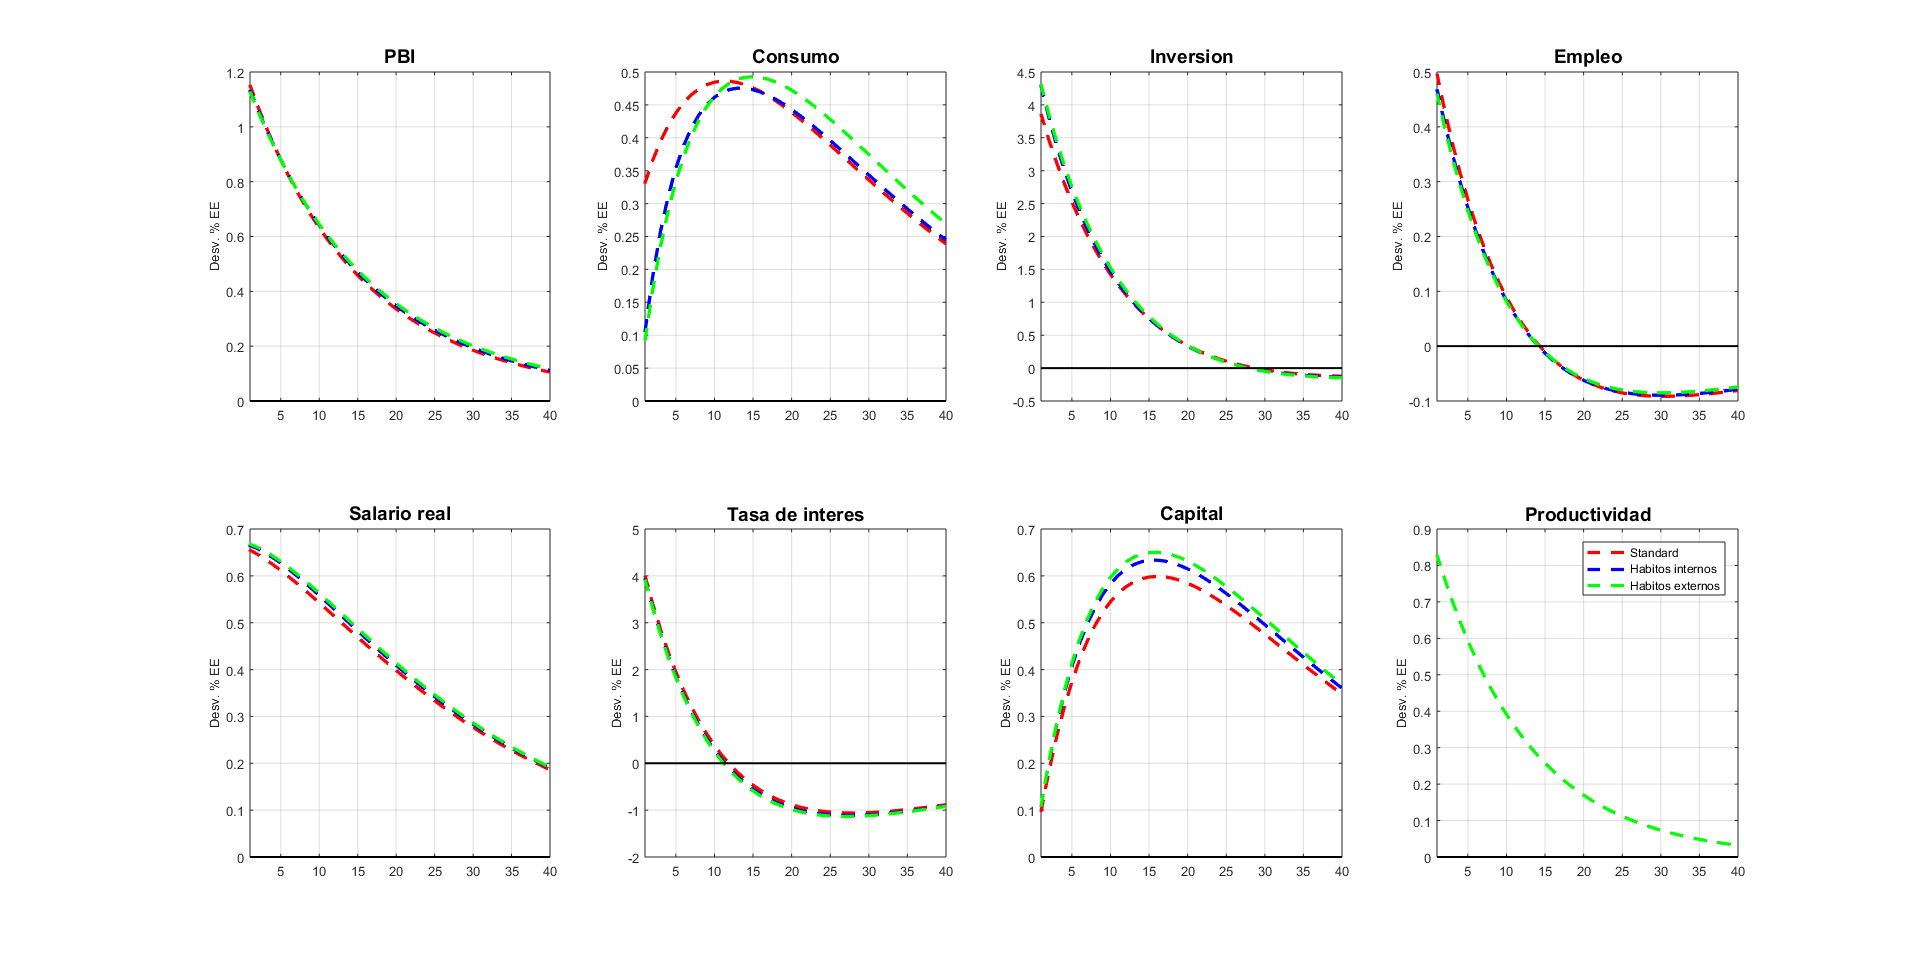 PBI
Desv. % EE
1.2
1
0.8
0.6
0.4
0.2
0
5 10 15 20 25 30 35 40
Consumo
Desv. % EE
0.5
0.45
0.4
0.35
0.3
0.25
0.2
0.15
0.1
0.05
0
5 10 15 20 25 30 35 40
Inversion
Desv. % EE
4.5
4
3.5
3
2.5
2
1.5
1
0.5
0
-0.5
5 10 15 20 25 30 35 40
Empleo
Desv. % EE
0.5
0.4
0.3
0.2
0.1
0
-0.1
5 10 15 20 25 30 35 40
Salario real
Desv. % EE
0.7
0.6
0.5
0.4
0.3
0.2
0.1
0
5 10 15 20 25 30 35 40
Tasa de interes
Desv. % EE
5
4
3
2
1
0
-1
-2
5 10 15 20 25 30 35 40
Capital
Desv. % EE
0.7
0.6
0.5
0.4
0.3
0.2
0.1
0
5 10 15 20 25 30 35 40
Productividad
Desv. % EE
0.9
0.8
0.7
0.6
0.5
0.4
0.3
0.2
0.1
0
5 10 15 20 25 30 35 40
Standard
Habitos internos
Habitos externos